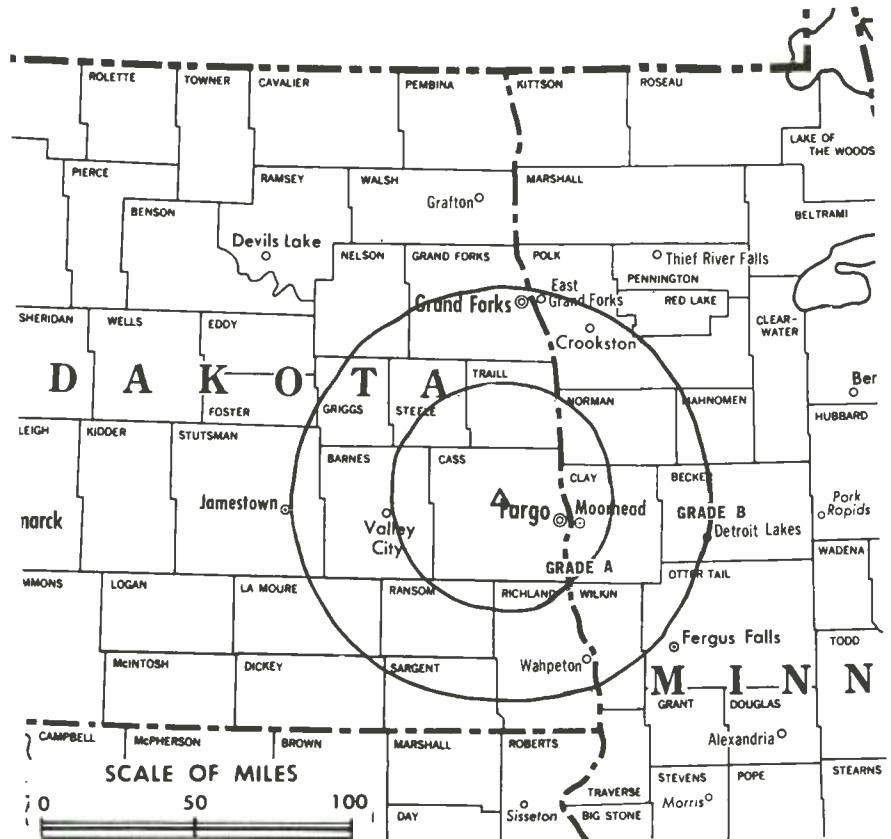 ROLETTE
TOWNER
CAVALIER
PEMBINA
KITTSON
ROSEAU
LAKE OF
THE WOODS
PIERCE
RAMSEY
WALSH
MARSHALL
Grafton
BENSON
BELTRAMI
Devils Lake
NELSON
GRAND FORKS
POLK
Thief River Falls
PENNINGTON
East
Grand Forks
Grand Forks
RED LAKE
SHERIDAN
WELLS
EDDY
CLEAR-
WATER
Crookston
D A K O T A
TRAILL
Ber
FOSTER
GRIGGS
STEELE
NORMAN
MAHNOMEN
HUBBARD
LEIGH
KIDDER
STUTSMAN
BARNES
CASS
CLAY
BECKER
Jamestown
Park
Rapids
marck
Valley
City
Fargo
Moorhead
GRADE B
Detroit Lakes
WADENA
GRADE A
MMONS
LOGAN
LA MOURE
RANSOM
RICHLAND
WILKIN
OTTER TAIL
Fergus Falls
TODD
McINTOSH
DICKEY
SARGENT
Wahpeton
M I N N
GRANT
DOUGLAS
CAMPBELL
McPHERSON
BROWN
MARSHALL
ROBERTS
Alexandria
SCALE OF MILES
STEVENS
POPE
STEARNS
0 50 100
TRAVERSE
Morris
DAY
Sisseton
BIG STONE